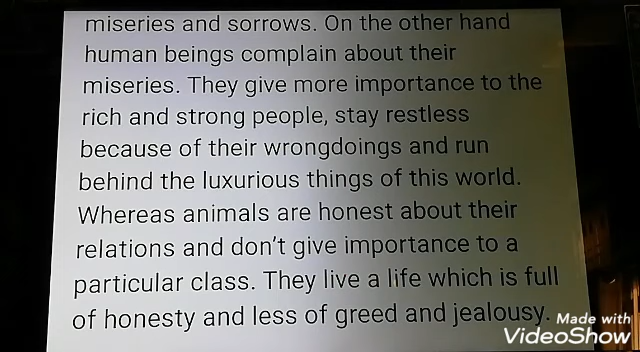 miseries and sorrows. On the other hand
human beings complain about their
miseries. They give more importance to the
rich and strong people, stay restless
because of their wrongdoings and run
behind the luxurious things of this world.
Whereas animals are honest about their
relations and don't give importance to a
particular class. They live a life which is full
of honesty and less of greed and jealousy.
Made with
VideoShow